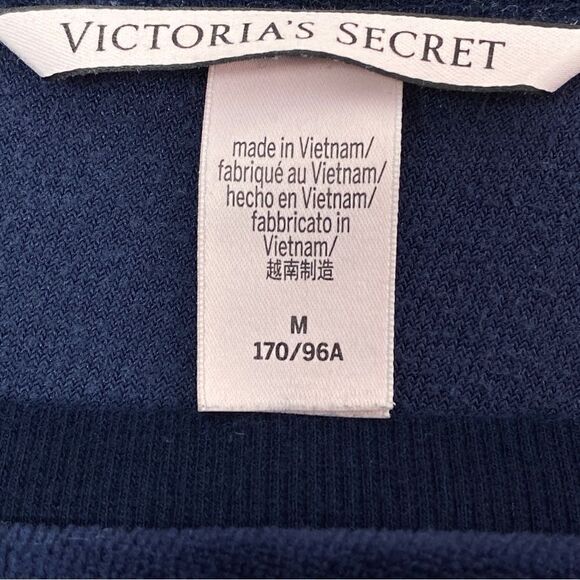 VICTORIA'S SECRET
made in Vietnam/
fabriqué au Vietnam/
hecho en Vietnam/
fabbricato in
Vietnam/
越南制造
M
170/96A